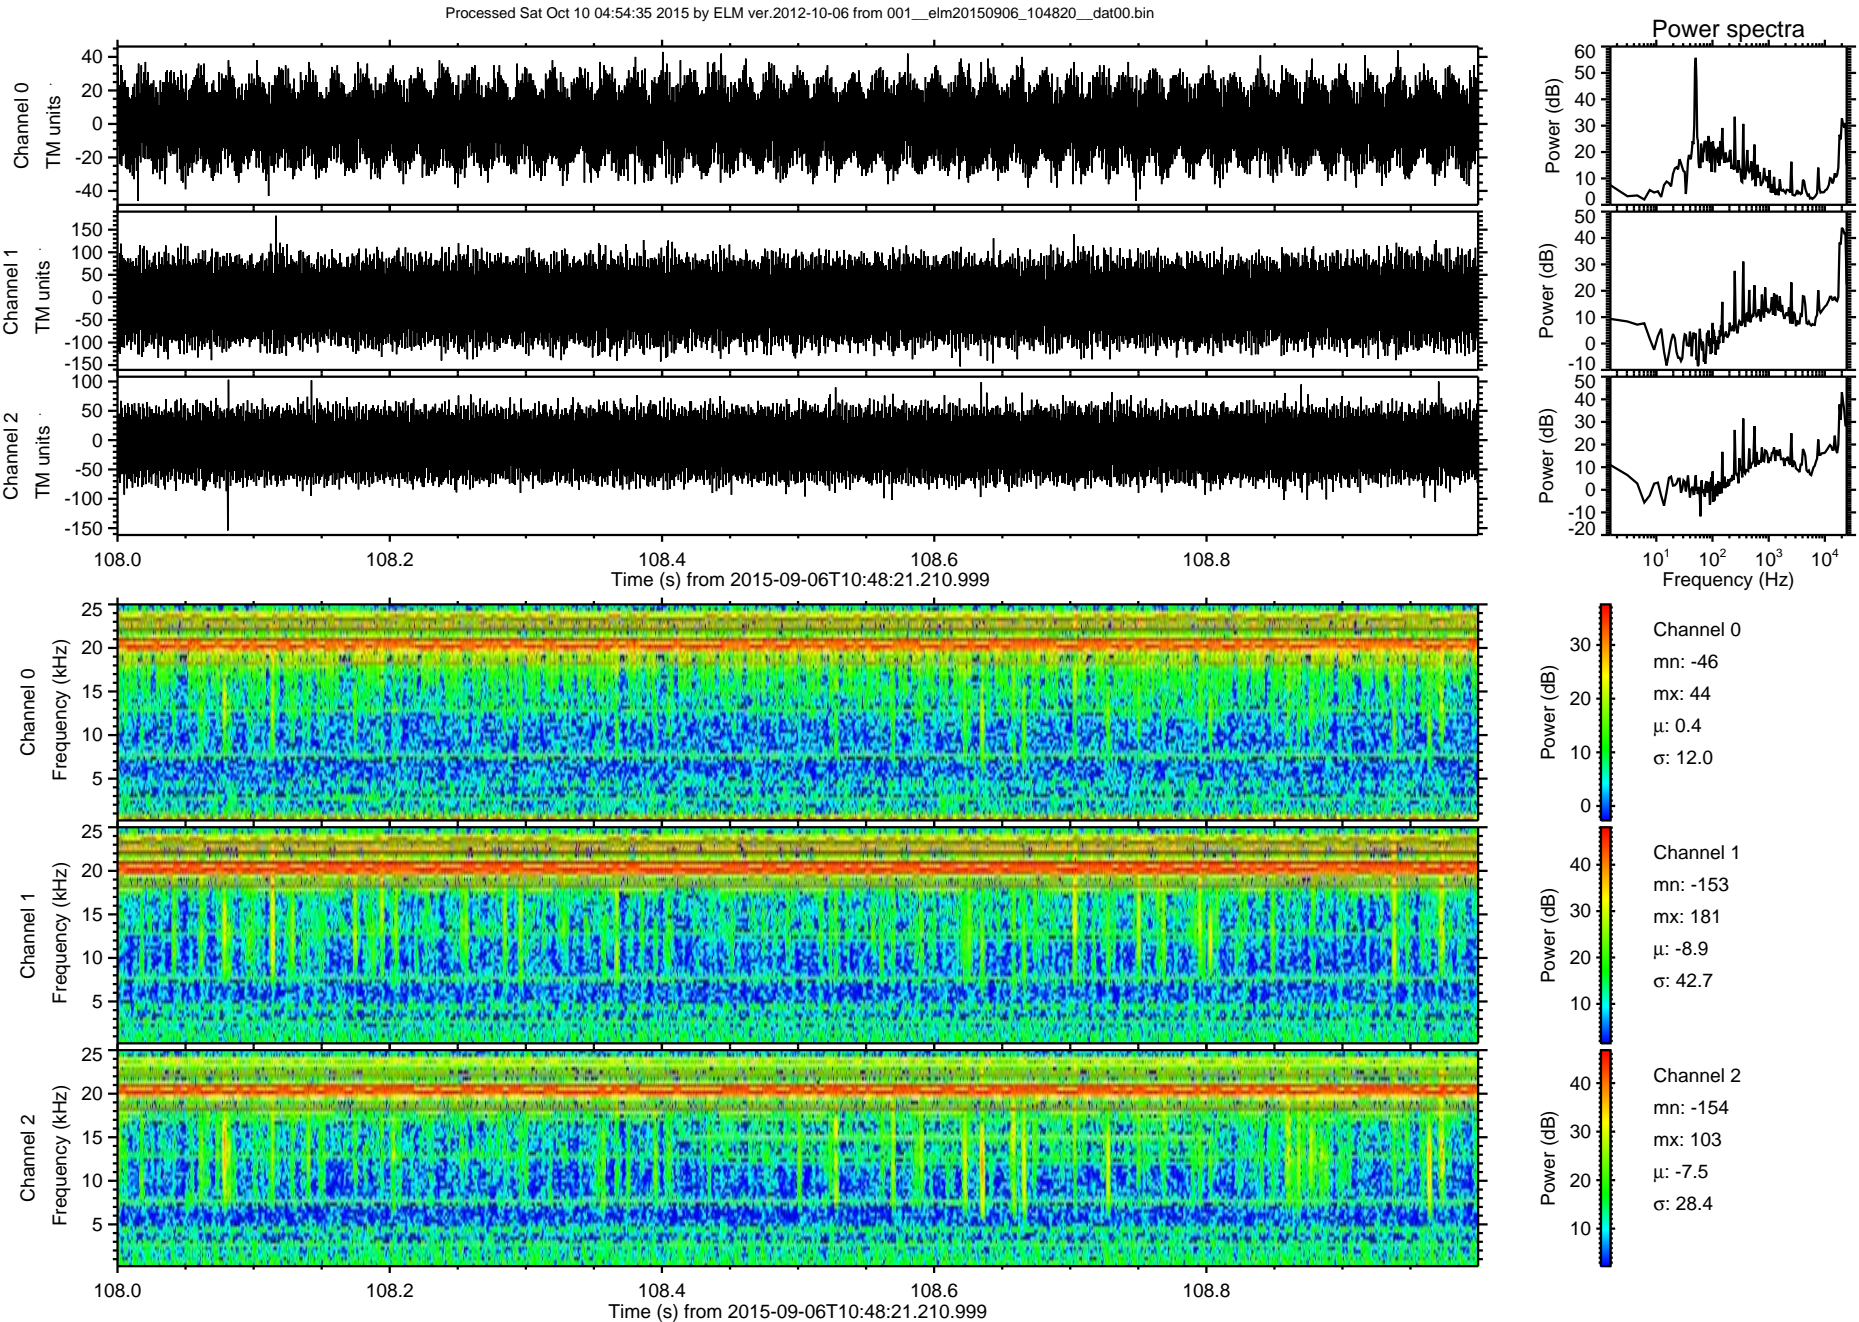 Processed Sat Oct 10 04:54:35 2015 by ELM ver.2012-10-06 from 001__elm20150906_104820__dat00.bin
Power spectra
Channel 0
TM units
40
20
0
-20
-40
Power (dB)
60
50
40
30
20
10
0
Channel 1
TM units
150
100
50
0
-50
-100
-150
Power (dB)
50
40
30
20
10
0
-10
Channel 2
TM units
100
50
0
-50
-100
-150
Power (dB)
50
40
30
20
10
0
-10
-20
108.0 108.2 108.4 108.6 108.8
Time (s) from 2015-09-06T10:48:21.210.999
10¹ 10² 10³ 10⁴
Frequency (Hz)
Channel 0
Frequency (kHz)
25
20
15
10
5
Power (dB)
30
20
10
0
Channel 0
mn: -46
mx: 44
μ: 0.4
σ: 12.0
Channel 1
Frequency (kHz)
25
20
15
10
5
Power (dB)
40
30
20
10
Channel 1
mn: -153
mx: 181
μ: -8.9
σ: 42.7
Channel 2
Frequency (kHz)
25
20
15
10
5
Power (dB)
40
30
20
10
Channel 2
mn: -154
mx: 103
μ: -7.5
σ: 28.4
108.0 108.2 108.4 108.6 108.8
Time (s) from 2015-09-06T10:48:21.210.999